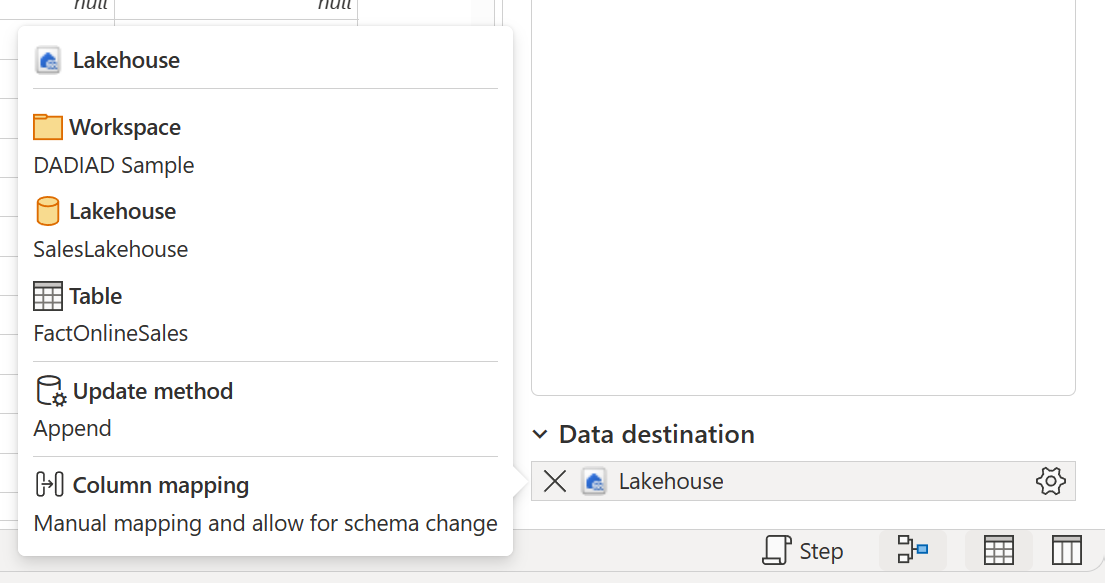 null null
Lakehouse
Workspace
DADIAD Sample
Lakehouse
SalesLakehouse
Table
FactOnlineSales
Update method
Append
Column mapping
Manual mapping and allow for schema change
Data destination
Lakehouse
Step